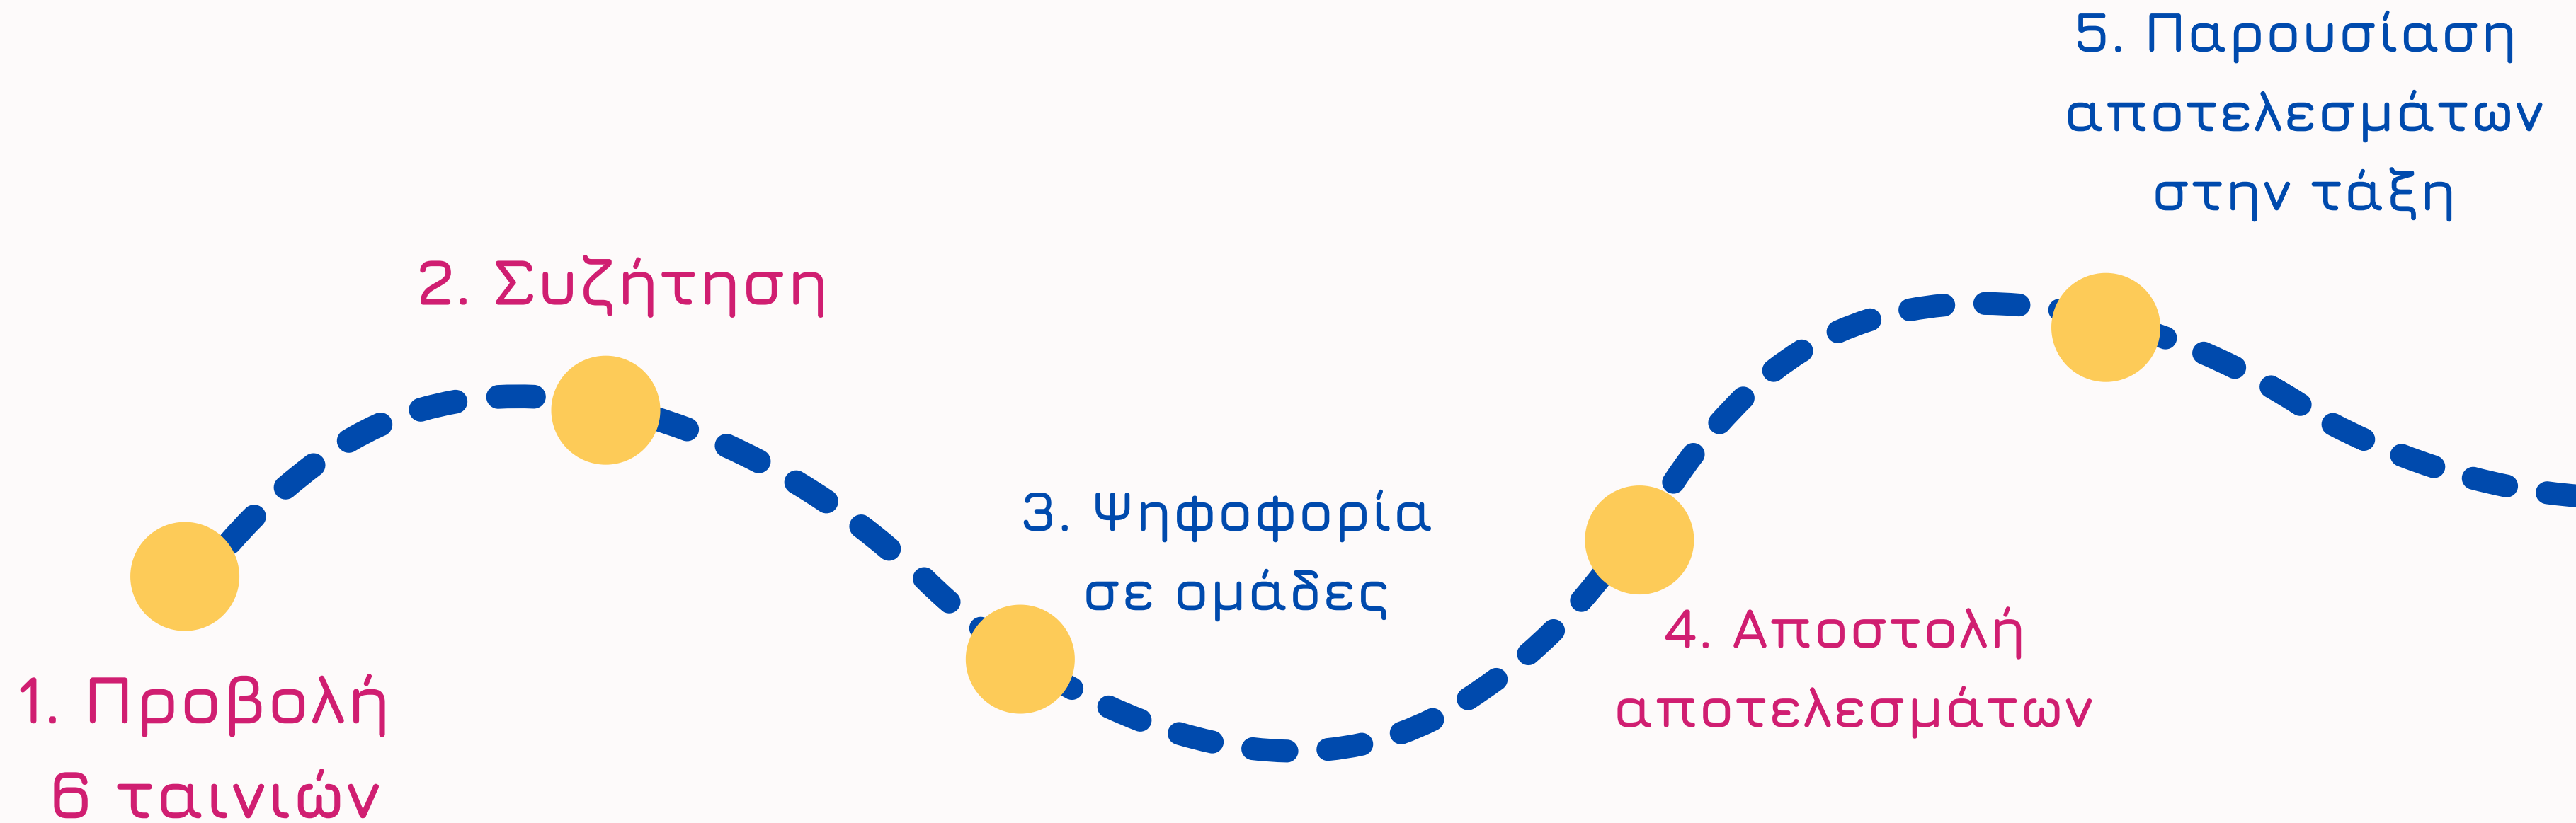 1. Προβολή
6 ταινιών
2. Συζήτηση
3. Ψηφοφορία
σε ομάδες
4. Αποστολή
αποτελεσμάτων
5. Παρουσίαση
αποτελεσμάτων
στην τάξη